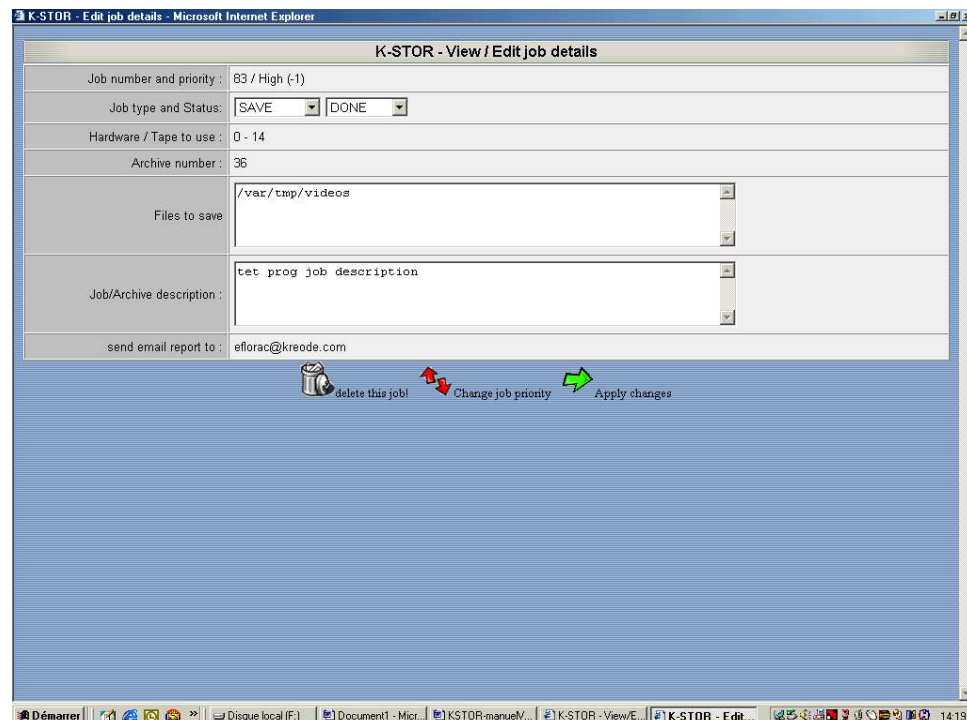 K-STOR - Edit job details - Microsoft Internet Explorer
K-STOR - View / Edit job details
Job number and priority : 83 / High (-1)
Job type and Status: SAVE DONE
Hardware / Tape to use : 0 - 14
Archive number : 36
Files to save /var/tmp/videos
Job/Archive description : tet prog job description
send email report to : eflorac@kreode.com
delete this job! Change job priority Apply changes
Démarrer » Disque local (F:) Document1 - Micr... KSTOR-manuelV... K-STOR - View/E... K-STOR - Edit... 14:19